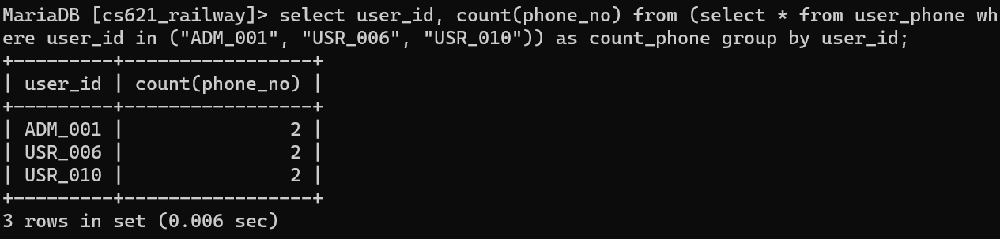 MariaDB [cs621_railway]> select user_id, count(phone_no) from (select * from user_phone wh
ere user_id in ("ADM_001", "USR_006", "USR_010")) as count_phone group by user_id;
+---------+-----------------+
| user_id | count(phone_no) |
+---------+-----------------+
| ADM_001 |               2 |
| USR_006 |               2 |
| USR_010 |               2 |
+---------+-----------------+
3 rows in set (0.006 sec)